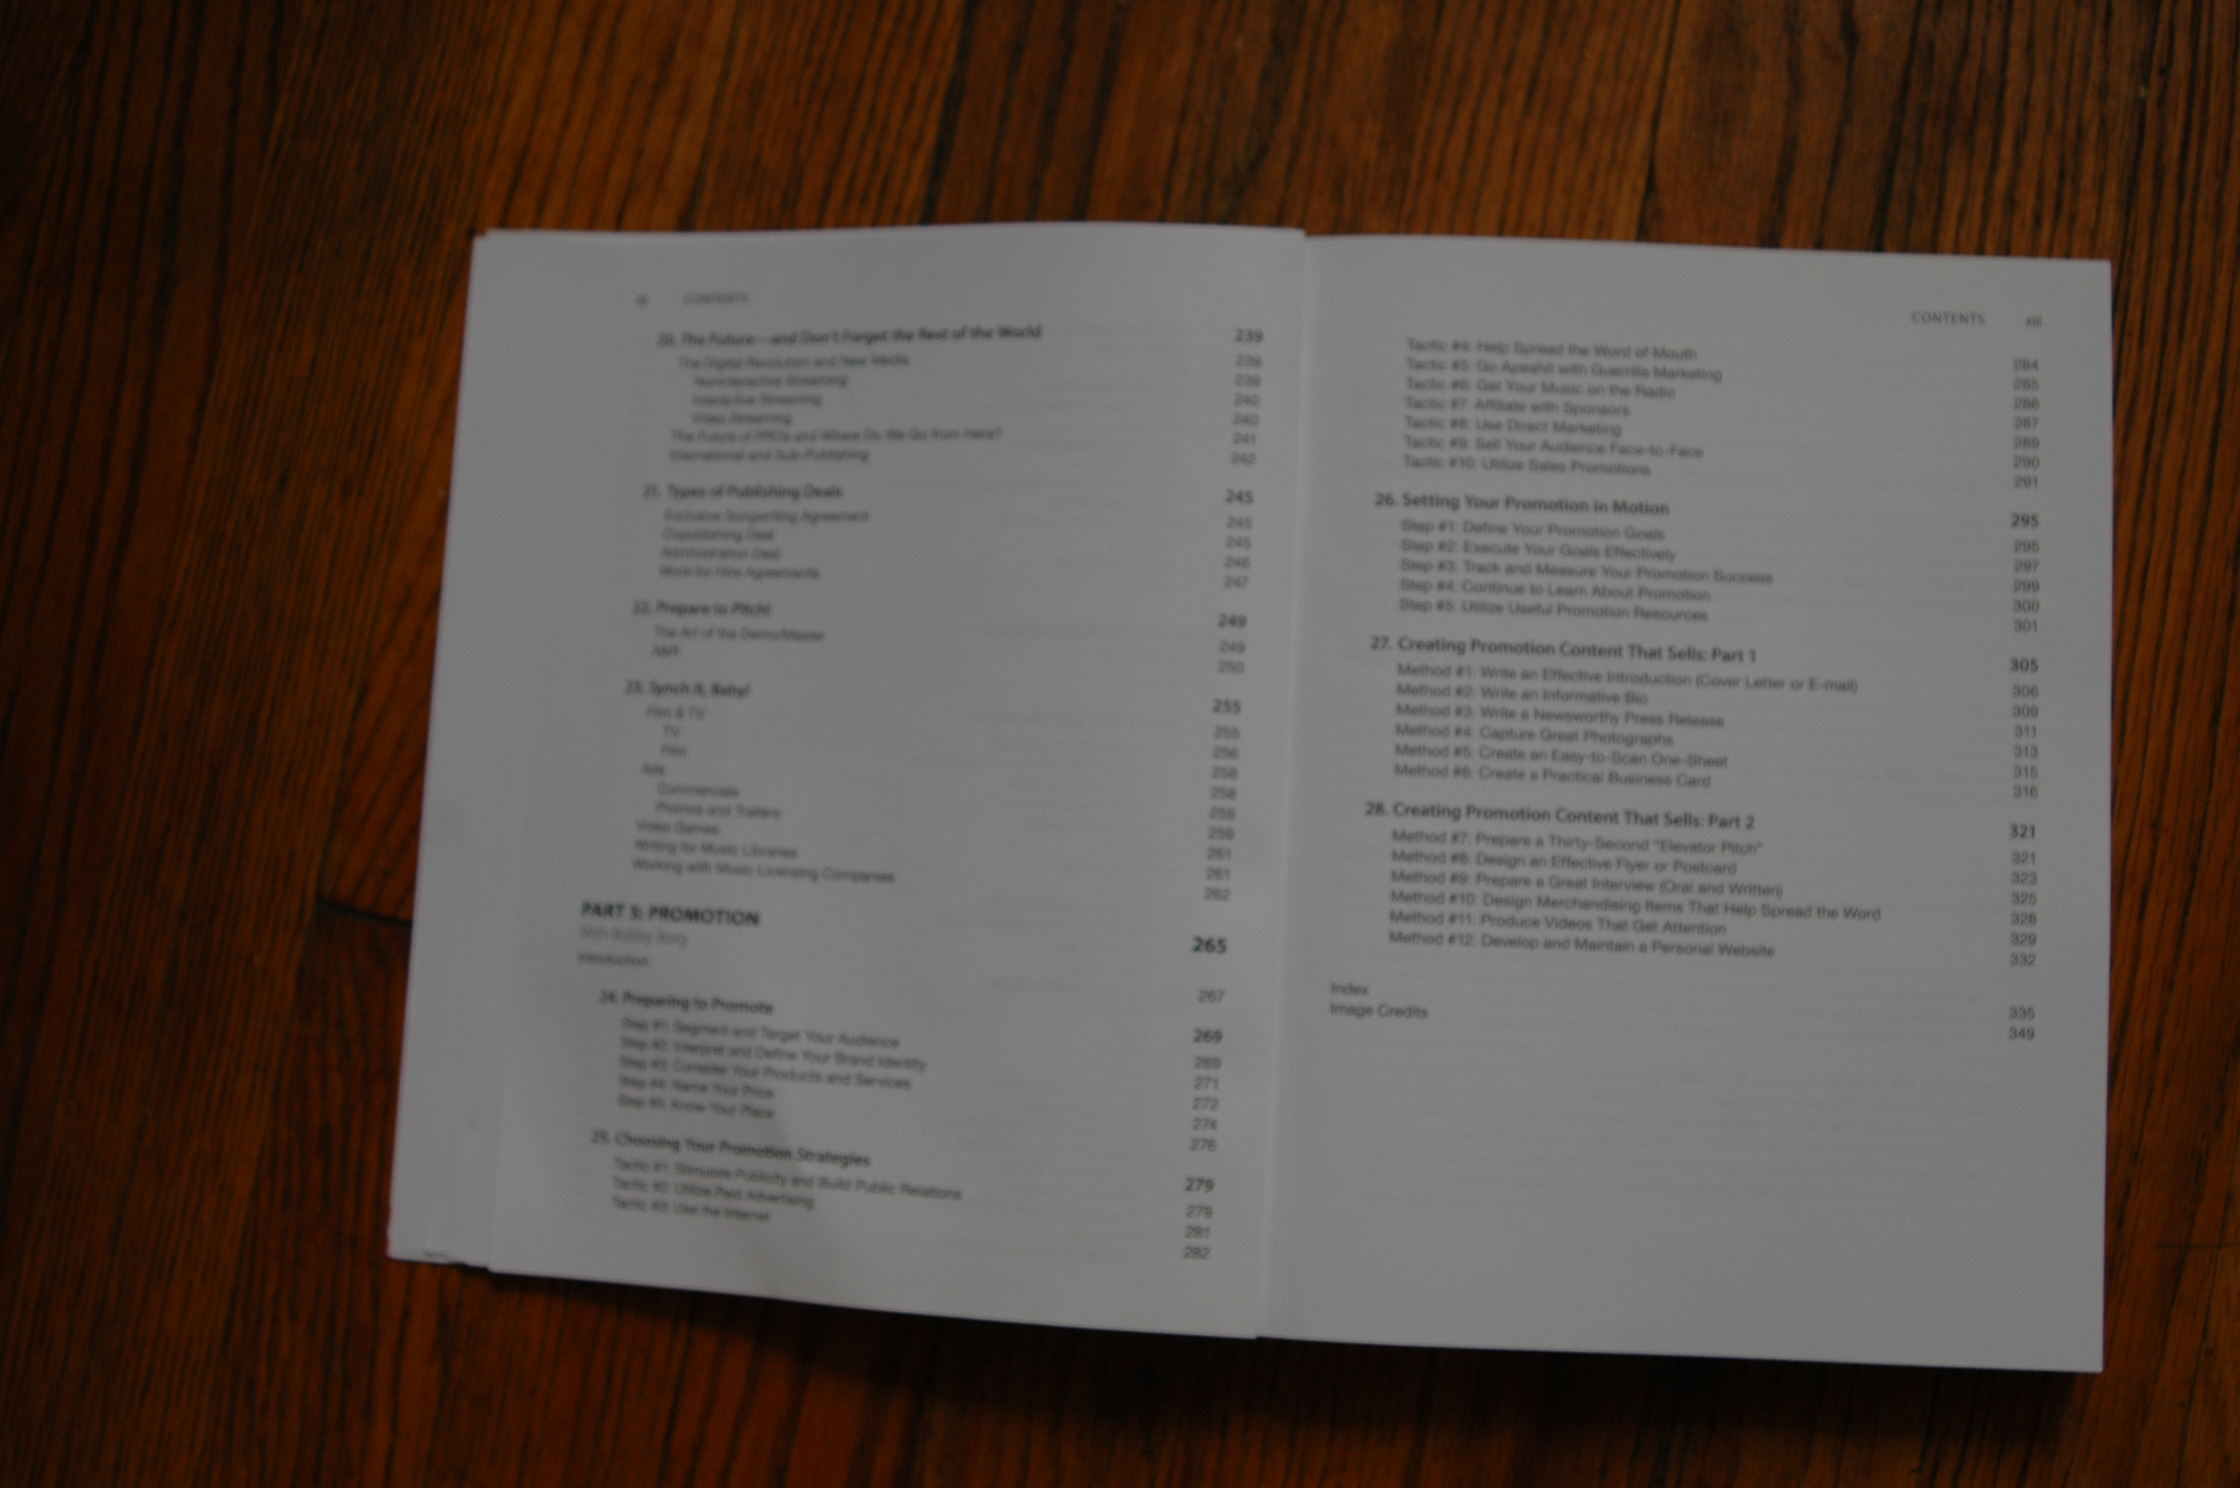 CONTENTS
20. The Future—and Don't Forget the Rest of the World 239
The Digital Revolution and New Media 239
Noninteractive Streaming 239
Interactive Streaming 240
Video Streaming 240
The Future of PROs and Where Do We Go from Here? 241
International and Sub-Publishing 242
21. Types of Publishing Deals 245
Exclusive Songwriting Agreement 245
Copublishing Deal 245
Administration Deal 246
Work-for-Hire Agreements 247
22. Prepare to Pitch! 249
The Art of the Demo/Master 249
A&R 250
23. Synch It, Baby! 255
Film & TV 255
TV 256
Film 258
Ads 258
Commercials 259
Promos and Trailers 259
Video Games 261
Writing for Music Libraries 261
Working with Music Licensing Companies 262
PART 5: PROMOTION 265
With Bobby Borg
Introduction 267
24. Preparing to Promote 269
Step #1: Segment and Target Your Audience 269
Step #2: Interpret and Define Your Brand Identity 271
Step #3: Consider Your Products and Services 272
Step #4: Name Your Price 274
Step #5: Know Your Place 276
25. Choosing Your Promotion Strategies 279
Tactic #1: Stimulate Publicity and Build Public Relations 279
Tactic #2: Utilize Paid Advertising 281
Tactic #3: Use the Internet 282
CONTENTS xiii
Tactic #4: Help Spread the Word of Mouth 284
Tactic #5: Go Apeshit with Guerrilla Marketing 285
Tactic #6: Get Your Music on the Radio 286
Tactic #7: Affiliate with Sponsors 287
Tactic #8: Use Direct Marketing 289
Tactic #9: Sell Your Audience Face-to-Face 290
Tactic #10: Utilize Sales Promotions 291
26. Setting Your Promotion in Motion 295
Step #1: Define Your Promotion Goals 295
Step #2: Execute Your Goals Effectively 297
Step #3: Track and Measure Your Promotion Success 299
Step #4: Continue to Learn About Promotion 300
Step #5: Utilize Useful Promotion Resources 301
27. Creating Promotion Content That Sells: Part 1 305
Method #1: Write an Effective Introduction (Cover Letter or E-mail) 306
Method #2: Write an Informative Bio 309
Method #3: Write a Newsworthy Press Release 311
Method #4: Capture Great Photographs 313
Method #5: Create an Easy-to-Scan One-Sheet 315
Method #6: Create a Practical Business Card 316
28. Creating Promotion Content That Sells: Part 2 321
Method #7: Prepare a Thirty-Second "Elevator Pitch" 321
Method #8: Design an Effective Flyer or Postcard 323
Method #9: Prepare a Great Interview (Oral and Written) 325
Method #10: Design Merchandising Items That Help Spread the Word 328
Method #11: Produce Videos That Get Attention 329
Method #12: Develop and Maintain a Personal Website 332
Index 335
Image Credits 349